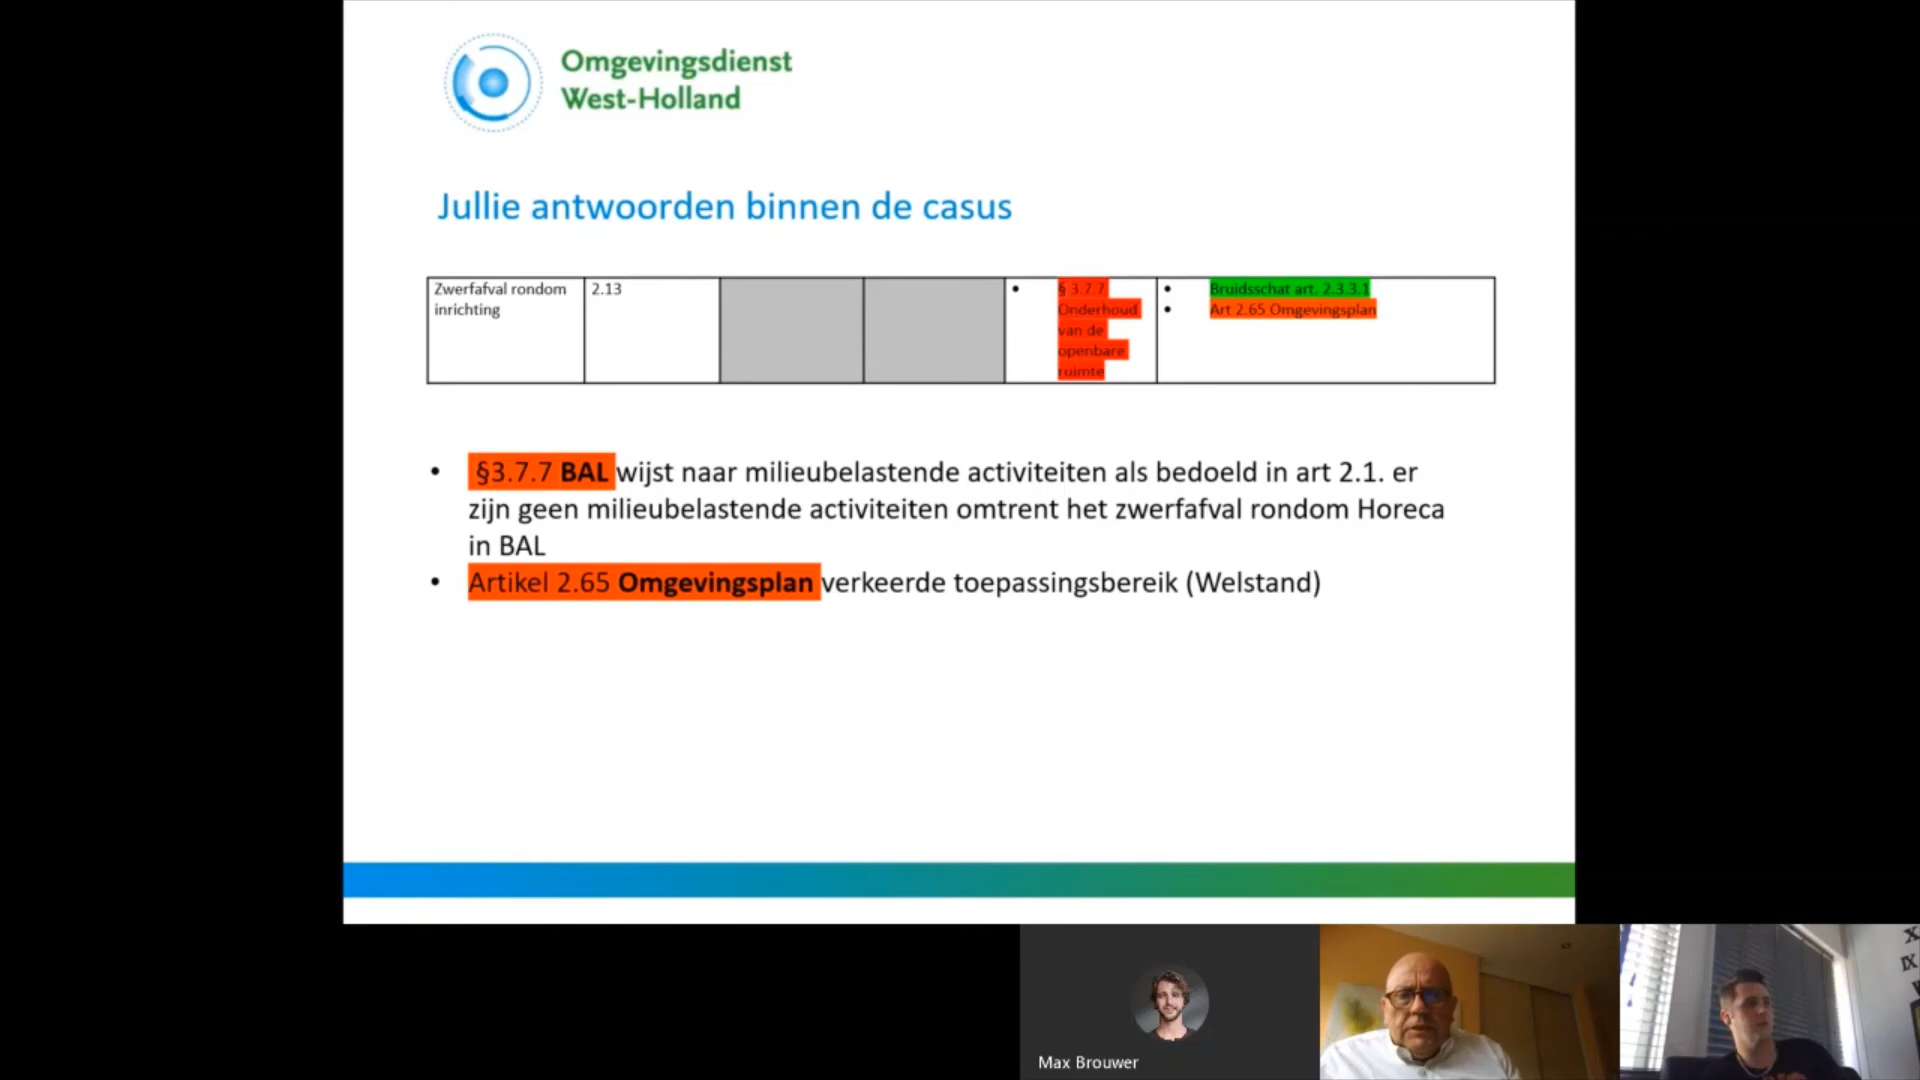 Omgevingsdienst
West-Holland
Jullie antwoorden binnen de casus
Zwerfafval rondom
inrichting
2.13
• § 3.7.7
Onderhoud
van de
openbare
ruimte
• Bruidsschat art. 2.3.3.1
• Art 2.65 Omgevingsplan
• §3.7.7 BAL wijst naar milieubelastende activiteiten als bedoeld in art 2.1. er
zijn geen milieubelastende activiteiten omtrent het zwerfafval rondom Horeca
in BAL
• Artikel 2.65 Omgevingsplan verkeerde toepassingsbereik (Welstand)
Max Brouwer
X
IX